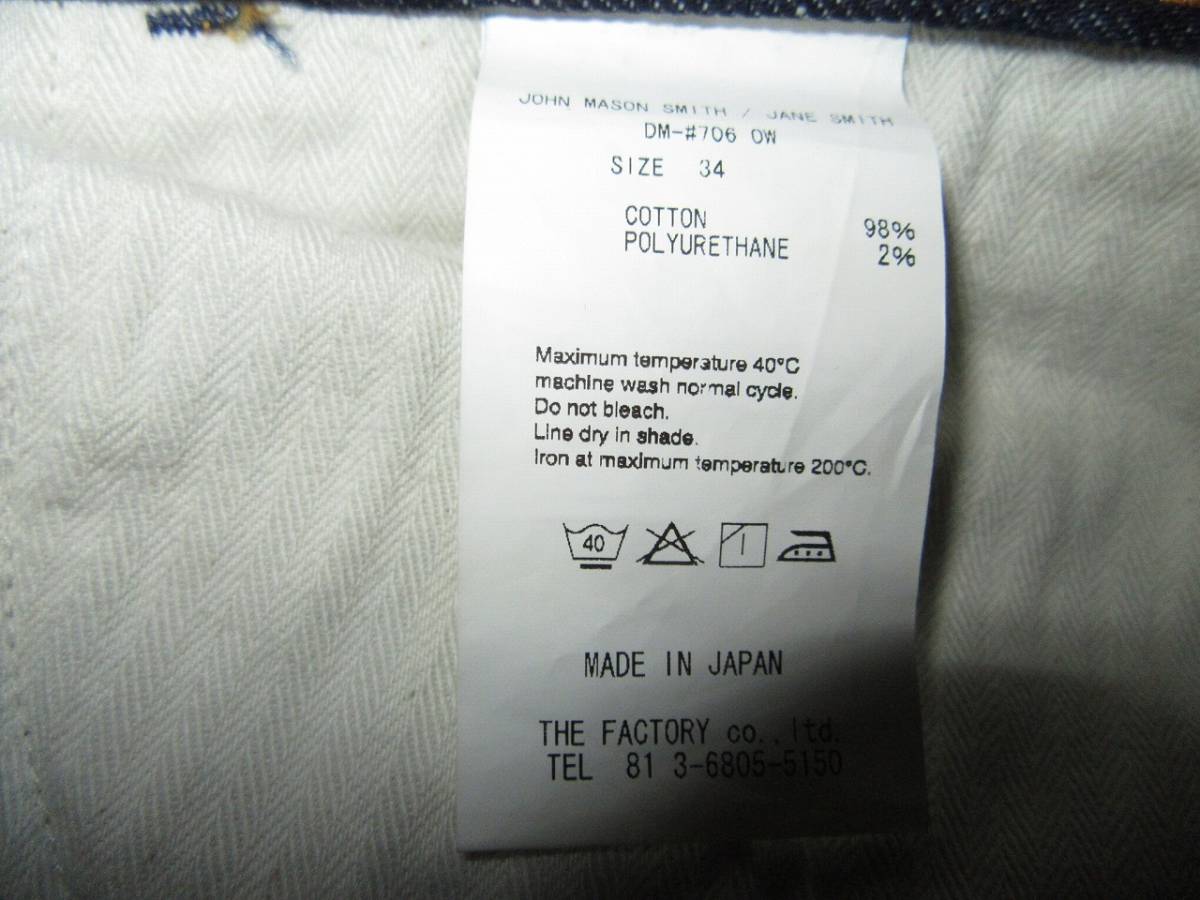 JOHN MASON SMITH / JANE SMITH
DM-#706 OW
SIZE 34
COTTON 98%
POLYURETHANE 2%
Maximum temperature 40°C
machine wash normal cycle.
Do not bleach.
Line dry in shade.
Iron at maximum temperature 200°C.
40
MADE IN JAPAN
THE FACTORY co.,ltd.
TEL 81 3-6805-5150